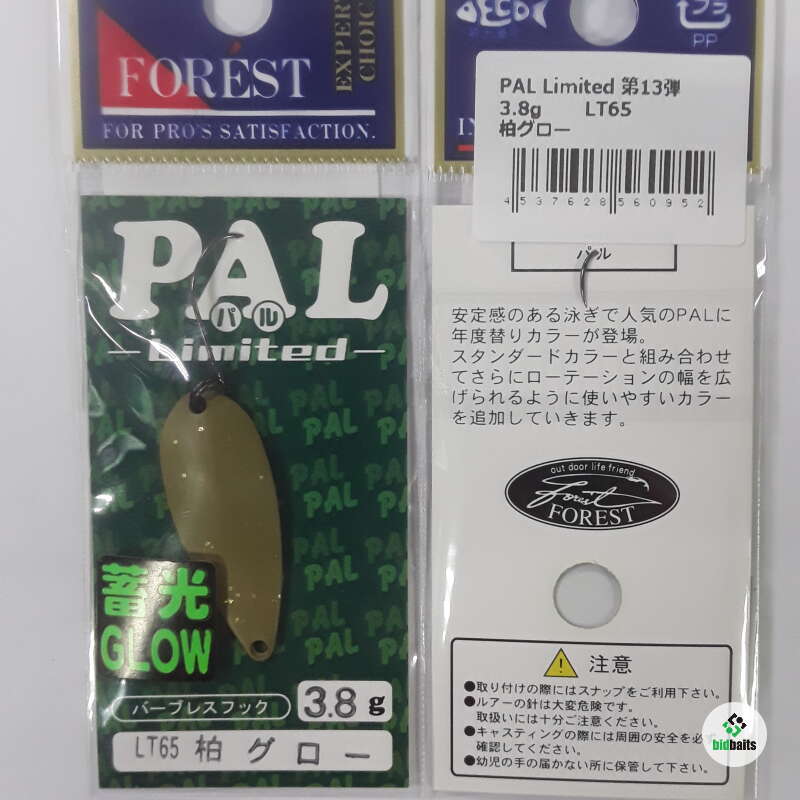 FORÉST
FOR PRO'S SATISFACTION.
EXPERT
CHOICE
PAL
パル
Limited
蓄光
GLOW
バーブレスフック 3.8g
LT65 柏グロー
プラ
PP
PAL Limited 第13弾
3.8g LT65
柏グロー
4537628560952
パル
安定感のある泳ぎで人気のPALに
年度替りカラーが登場。
スタンダードカラーと組み合わせ
てさらにローテーションの幅を広
げられるように使いやすいカラー
を追加していきます。
out door life friend
forest
FOREST
注意
●取り付けの際にはスナップをご利用下さい。
●ルアーの針は大変危険です。
取扱いには十分ご注意ください。
●キャスティングの際には周囲の安全を必ず
確認してください。
●幼児の手の届かない所に保管して下さい。
bidbaits